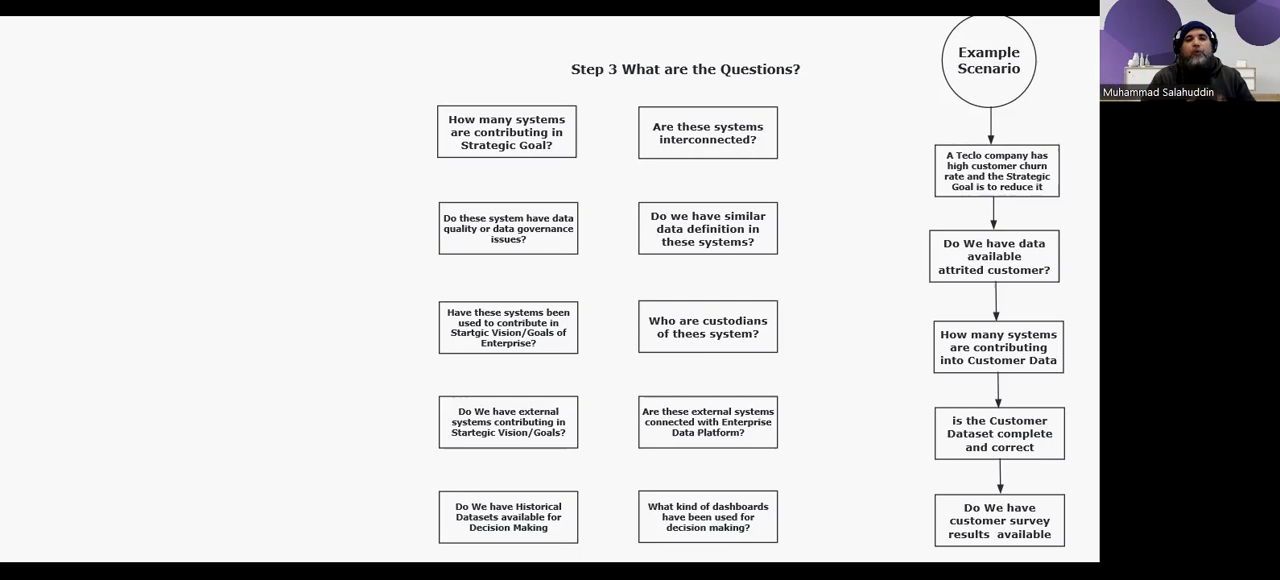 Step 3 What are the Questions?
How many systems
are contributing in
Strategic Goal?
Are these systems
interconnected?
Do these system have data
quality or data governance
issues?
Do we have similar
data definition in
these systems?
Have these systems been
used to contribute in
Startgic Vision/Goals of
Enterprise?
Who are custodians
of thees system?
Do We have external
systems contributing in
Startegic Vision/Goals?
Are these external systems
connected with Enterprise
Data Platform?
Do We have Historical
Datasets available for
Decision Making
What kind of dashboards
have been used for
decision making?
Example
Scenario
A Teclo company has
high customer churn
rate and the Strategic
Goal is to reduce it
Do We have data
available
attrited customer?
How many systems
are contributing
into Customer Data
is the Customer
Dataset complete
and correct
Do We have
customer survey
results available
Muhammad Salahuddin